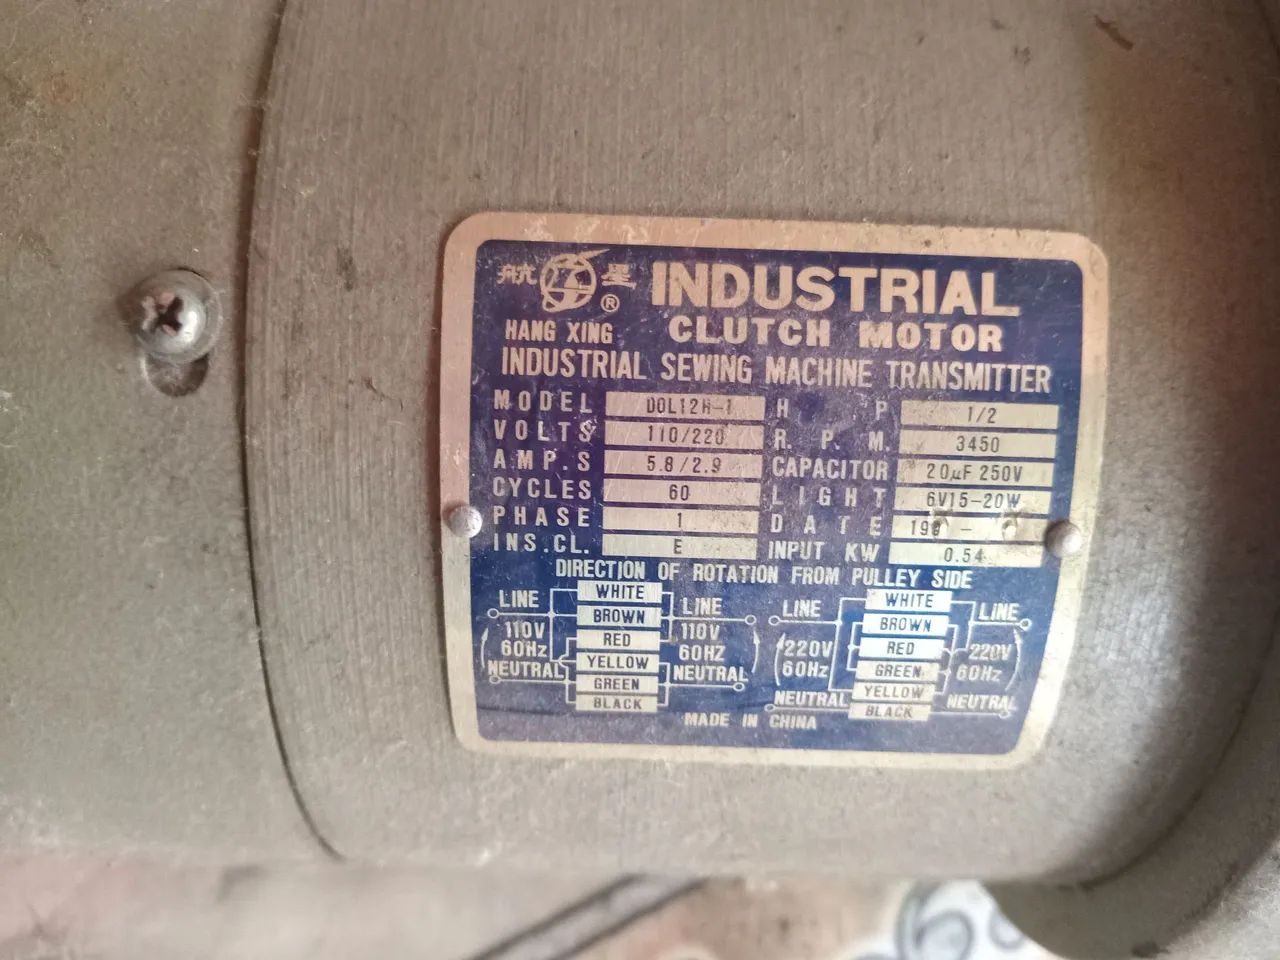 航 星 ® INDUSTRIAL
HANG XING CLUTCH MOTOR
INDUSTRIAL SEWING MACHINE TRANSMITTER
MODEL DOL12H-1 H P 1/2
VOLTS 110/220 R. P. M. 3450
AMP.S 5.8/2.9 CAPACITOR 20μF 250V
CYCLES 60 LIGHT 6V15-20W
PHASE 1 DATE 199 -
INS.CL. E INPUT KW 0.54
DIRECTION OF ROTATION FROM PULLEY SIDE
LINE WHITE LINE LINE WHITE LINE
BROWN BROWN
110V 60Hz RED 110V 60Hz 220V 60Hz RED 220V 60Hz
NEUTRAL YELLOW NEUTRAL GREEN
GREEN NEUTRAL YELLOW NEUTRAL
BLACK BLACK
MADE IN CHINA